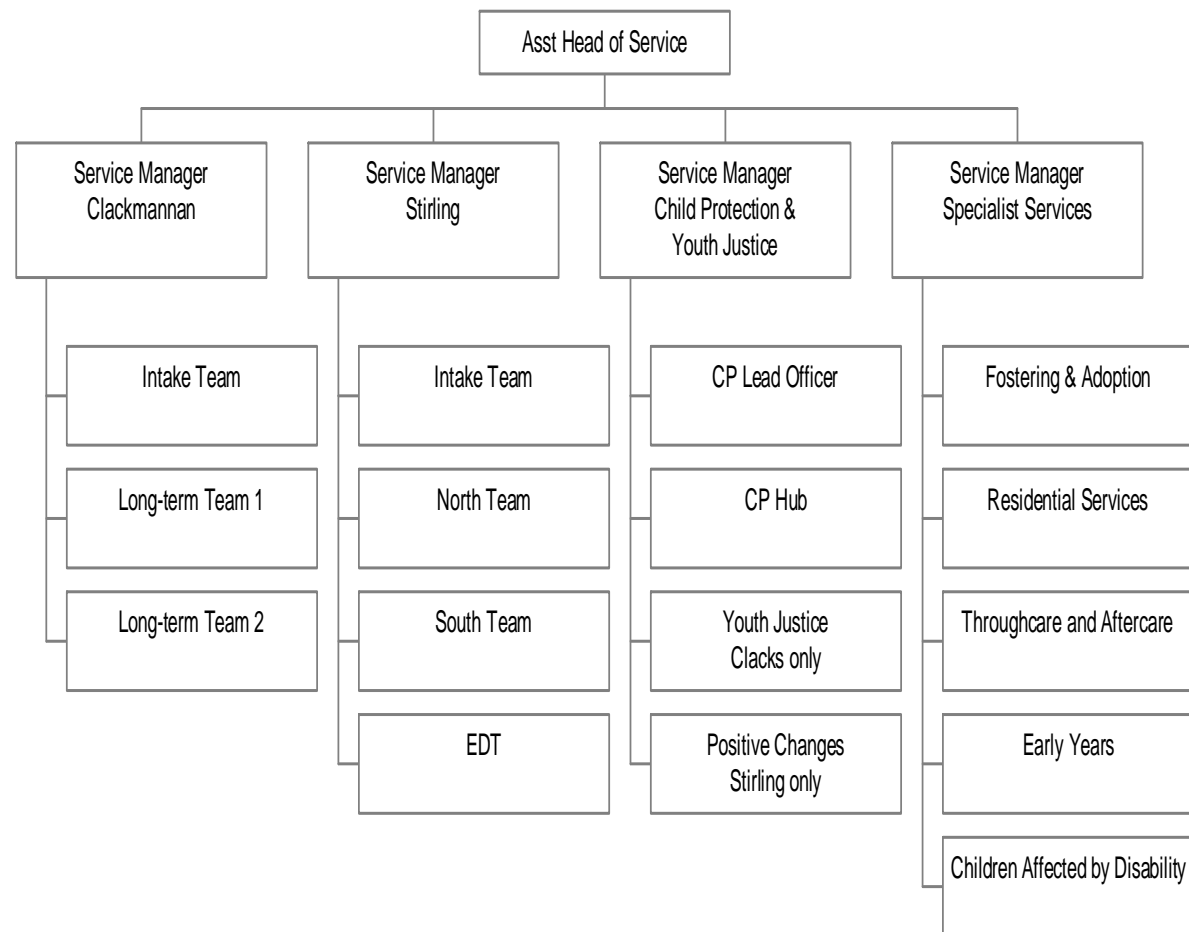 Asst Head of Service
Service Manager
Clackmannan
Service Manager
Stirling
Service Manager
Child Protection &
Youth Justice
Service Manager
Specialist Services
Intake Team
Long-term Team 1
Long-term Team 2
Intake Team
North Team
South Team
EDT
CP Lead Officer
CP Hub
Youth Justice
Clacks only
Positive Changes
Stirling only
Fostering & Adoption
Residential Services
Throughcare and Aftercare
Early Years
Children Affected by Disability